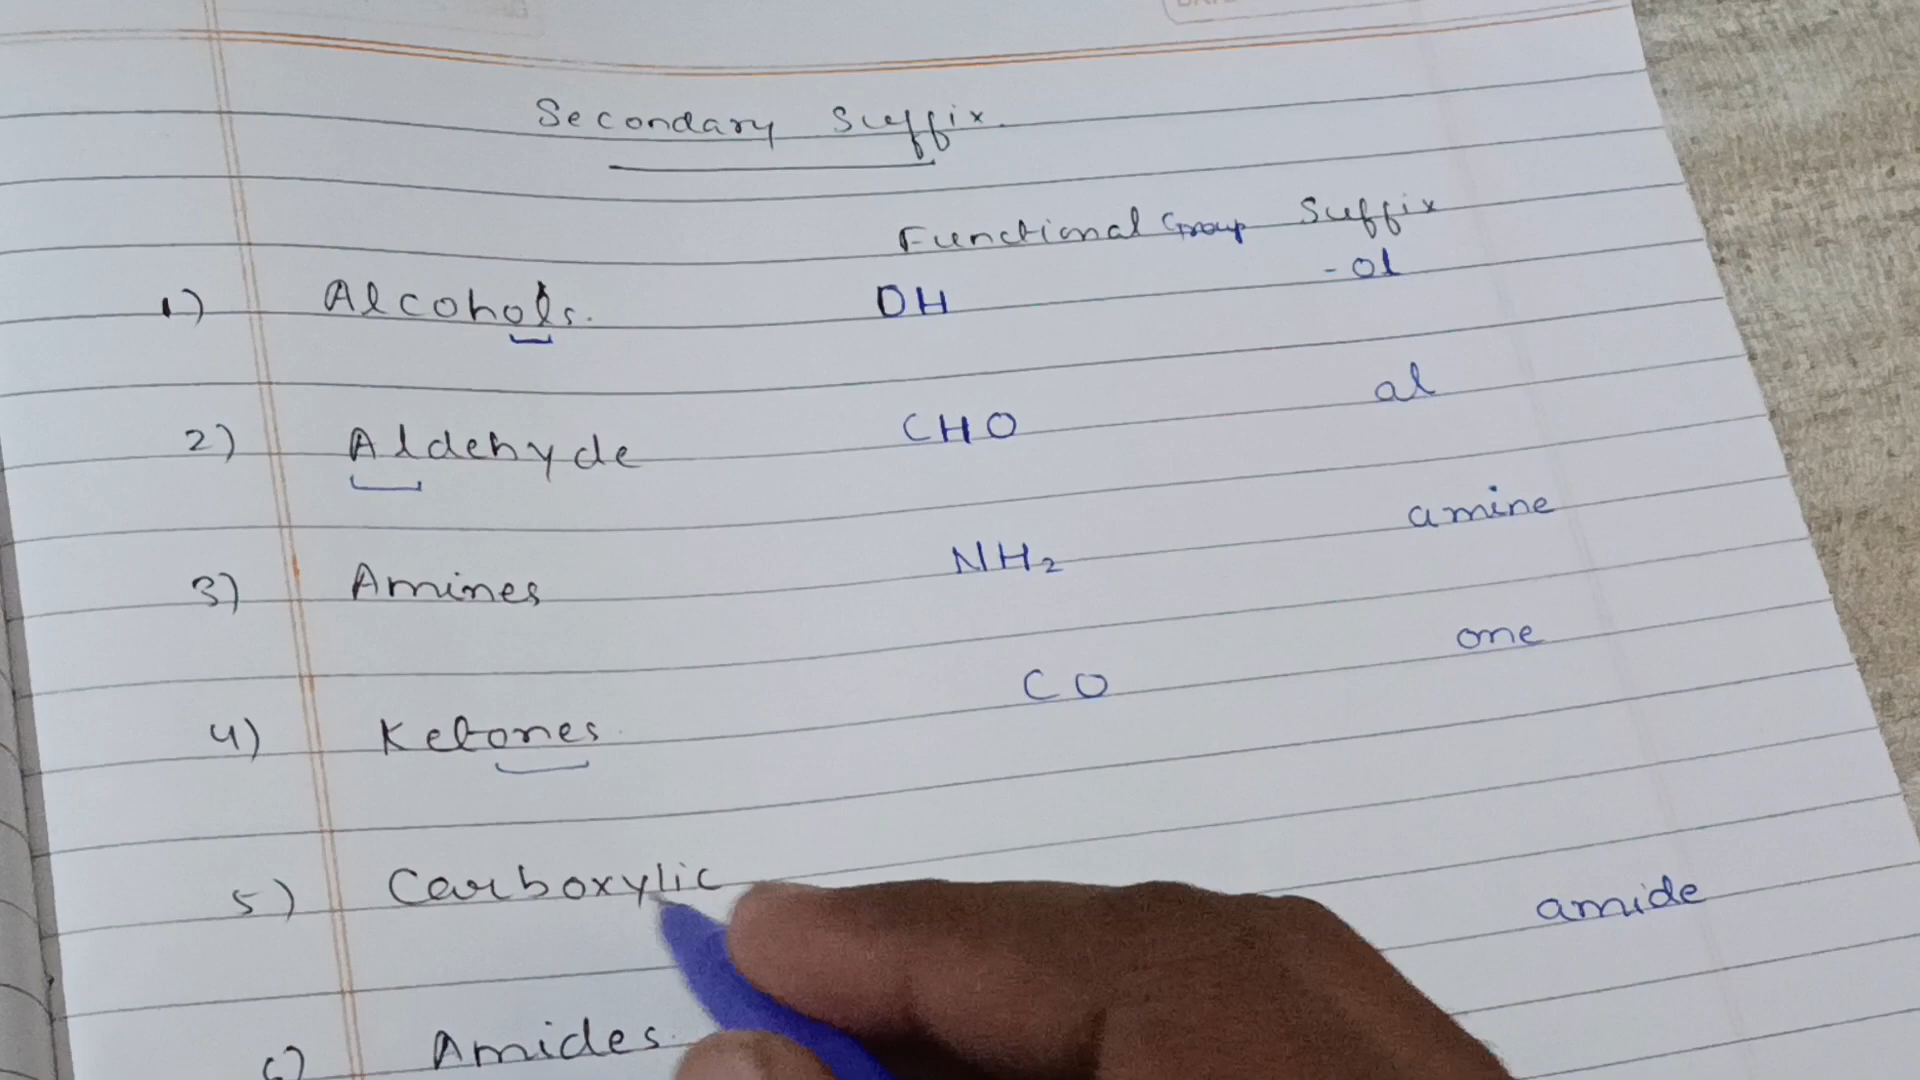 Secondary Suffix.
Functional Group Suffix
1) Alcohols. OH -ol
2) Aldehyde CHO al
3) Amines NH₂ amine
4) Ketones. CO one
5) Carboxylic
6) Amides. amide